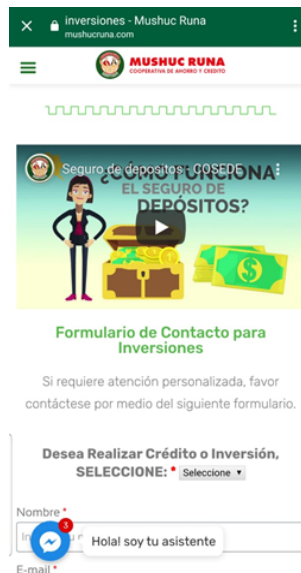 inversiones - Mushuc Runa
mushucruna.com
MUSHUC RUNA
COOPERATIVA DE AHORRO Y CREDITO
Seguro de depósitos - COSEDE
¿CÓMO FUNCIONA
EL SEGURO DE
DEPÓSITOS?
Formulario de Contacto para
Inversiones
Si requiere atención personalizada, favor
contáctese por medio del siguiente formulario.
Desea Realizar Crédito o Inversión,
SELECCIONE: * Seleccione
Nombre *
3
Hola! soy tu asistente
E-mail *